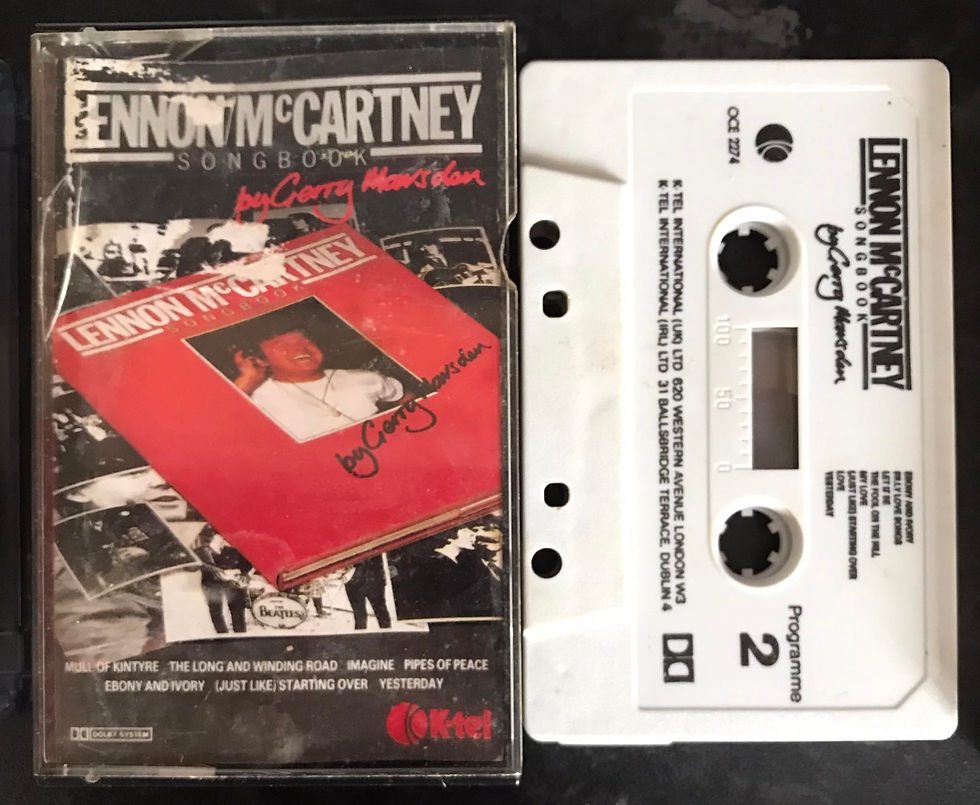 LENNON/McCARTNEY
SONGBOOK
by Gerry Marsden
LENNON McCARTNEY
SONGBOOK
by Gerry Marsden
THE
BEATLES
MULL OF KINTYRE THE LONG AND WINDING ROAD IMAGINE PIPES OF PEACE
EBONY AND IVORY (JUST LIKE) STARTING OVER YESTERDAY
DOLBY SYSTEM
K-tel
LENNON McCARTNEY
SONGBOOK
by Gerry Marsden
EBONY AND IVORY
SILLY LOVE SONGS
LET IT BE
THE FOOL ON THE HILL
MY LOVE
(JUST LIKE) STARTING OVER
LOVE
YESTERDAY
OCE 2274
100 50 0
Programme
2
K-TEL INTERNATIONAL (UK) LTD 620 WESTERN AVENUE LONDON W3
K-TEL INTERNATIONAL (IRL) LTD 31 BALLSBRIDGE TERRACE, DUBLIN 4